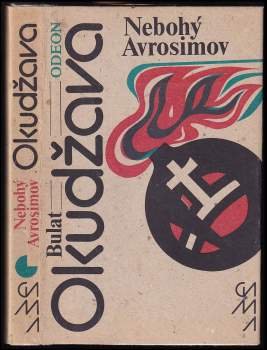 Okudžava
Nebohý
Avrosimov
Nebohý
Avrosimov
Bulat
ODEON
Okudžava